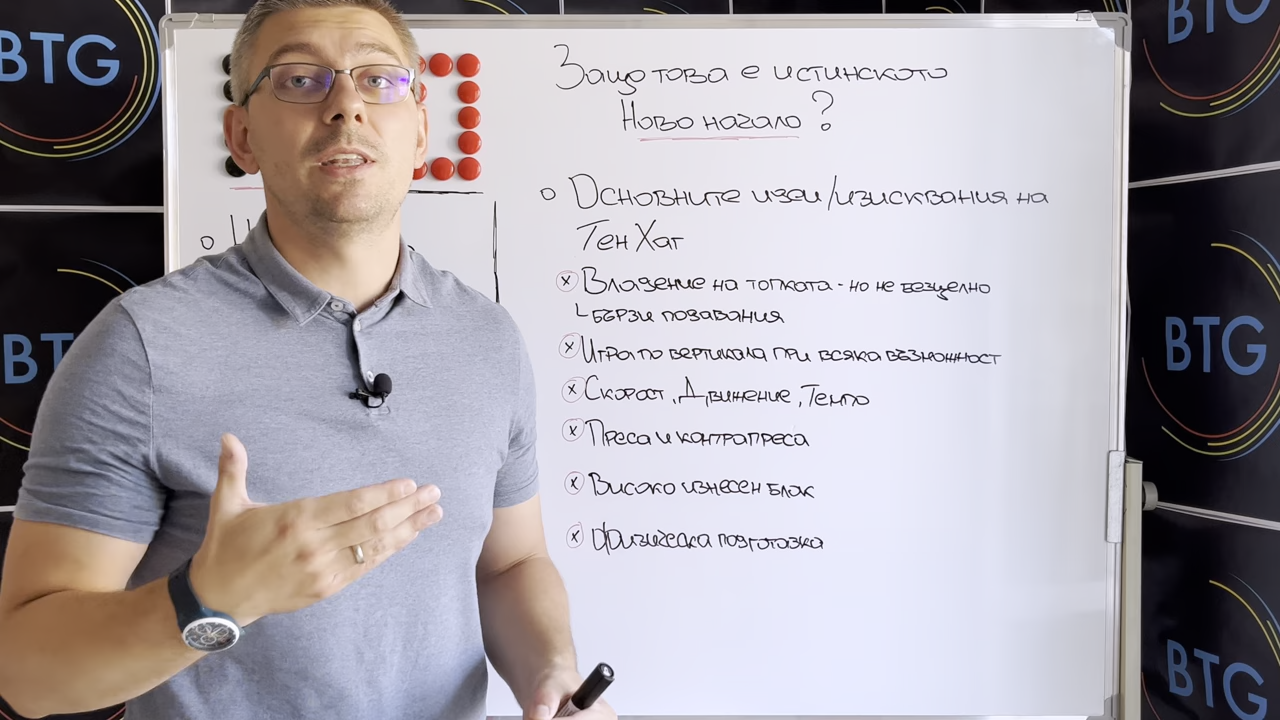 Защо това е истинското
Ново начало?
Основните идеи/изисквания на
Тен Хаг
Владение на топката - но не безцелно
Бързи подавания
Игра по вертикала при всяка възможност
Скорост, Движение, Темпо
Преса и контрапреса
Високо изнесен блок
Физическа подготовка
BTG
BTG
BTG
BTG
BTG